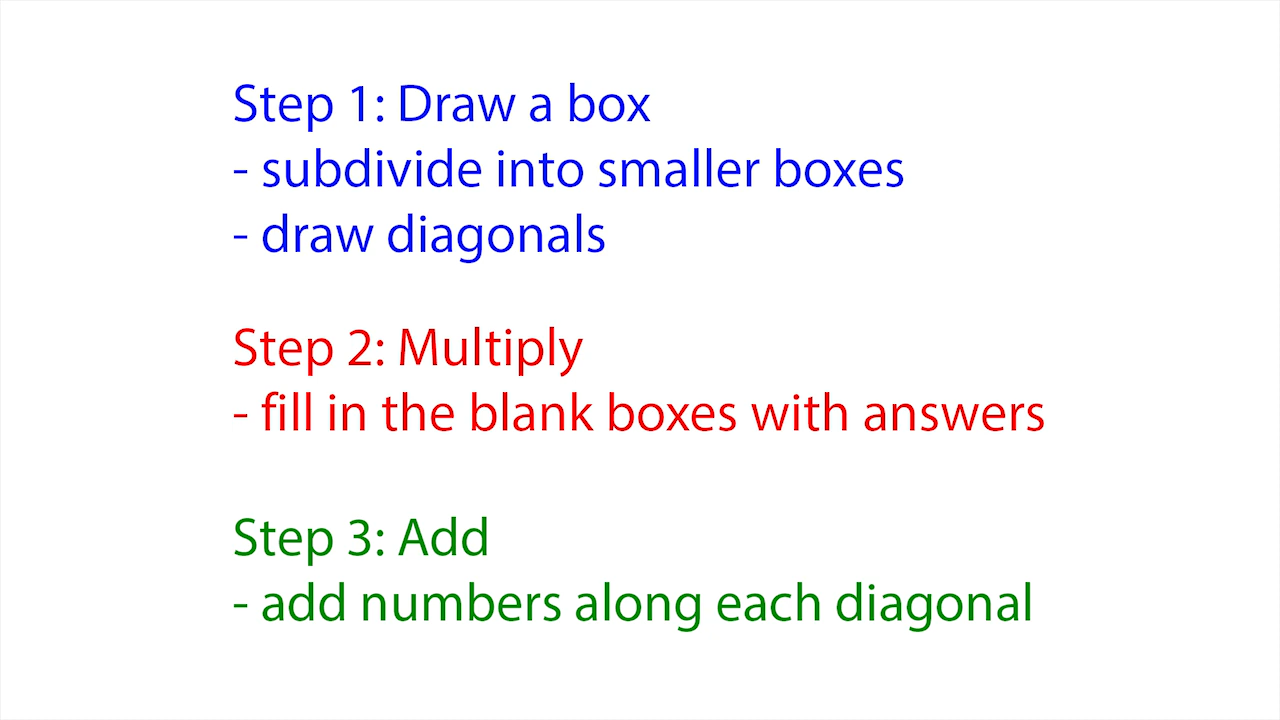 Step 1: Draw a box
- subdivide into smaller boxes
- draw diagonals
Step 2: Multiply
- fill in the blank boxes with answers
Step 3: Add
- add numbers along each diagonal